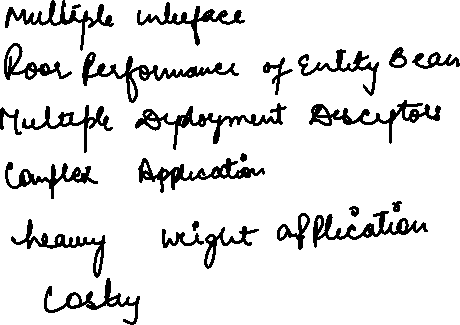 Multiple interface
Poor Performance of Entity Bean
Multiple Deployment Descriptors
Complex Application
heavy weight application
Costly